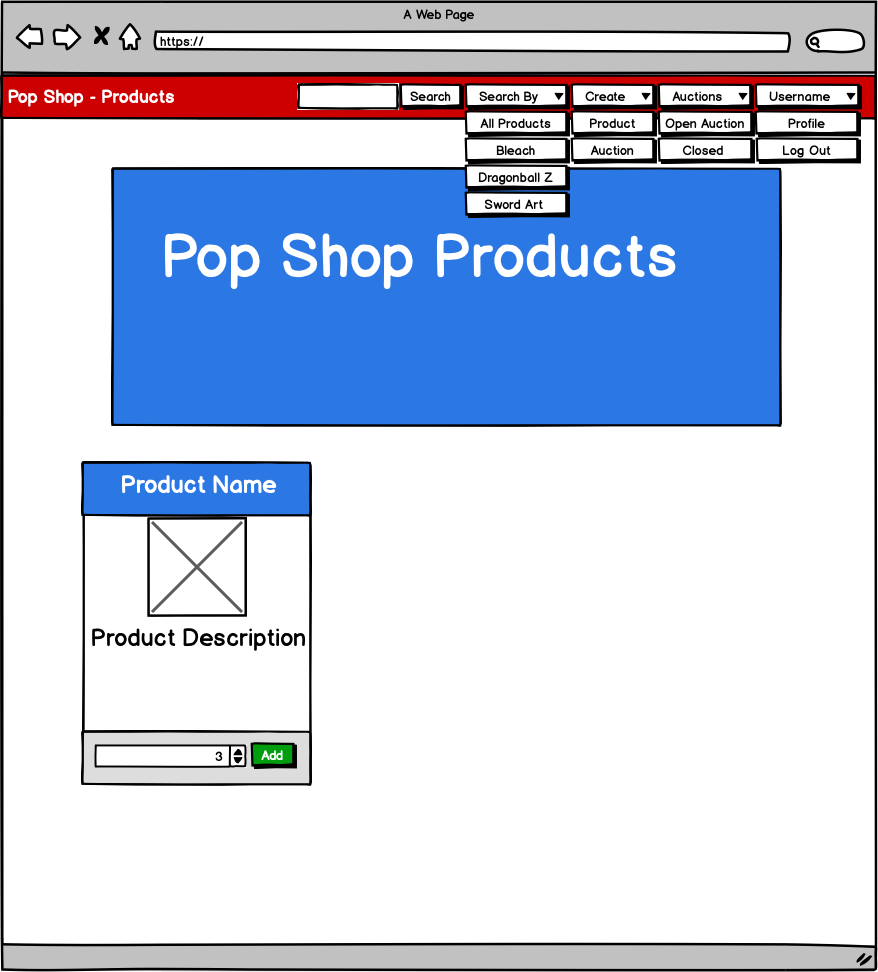 A Web Page
https://
Pop Shop - Products
Search
Search By
Create
Auctions
Username
All Products
Product
Open Auction
Profile
Bleach
Auction
Closed
Log Out
Dragonball Z
Sword Art
Pop Shop Products
Product Name
Product Description
3
Add